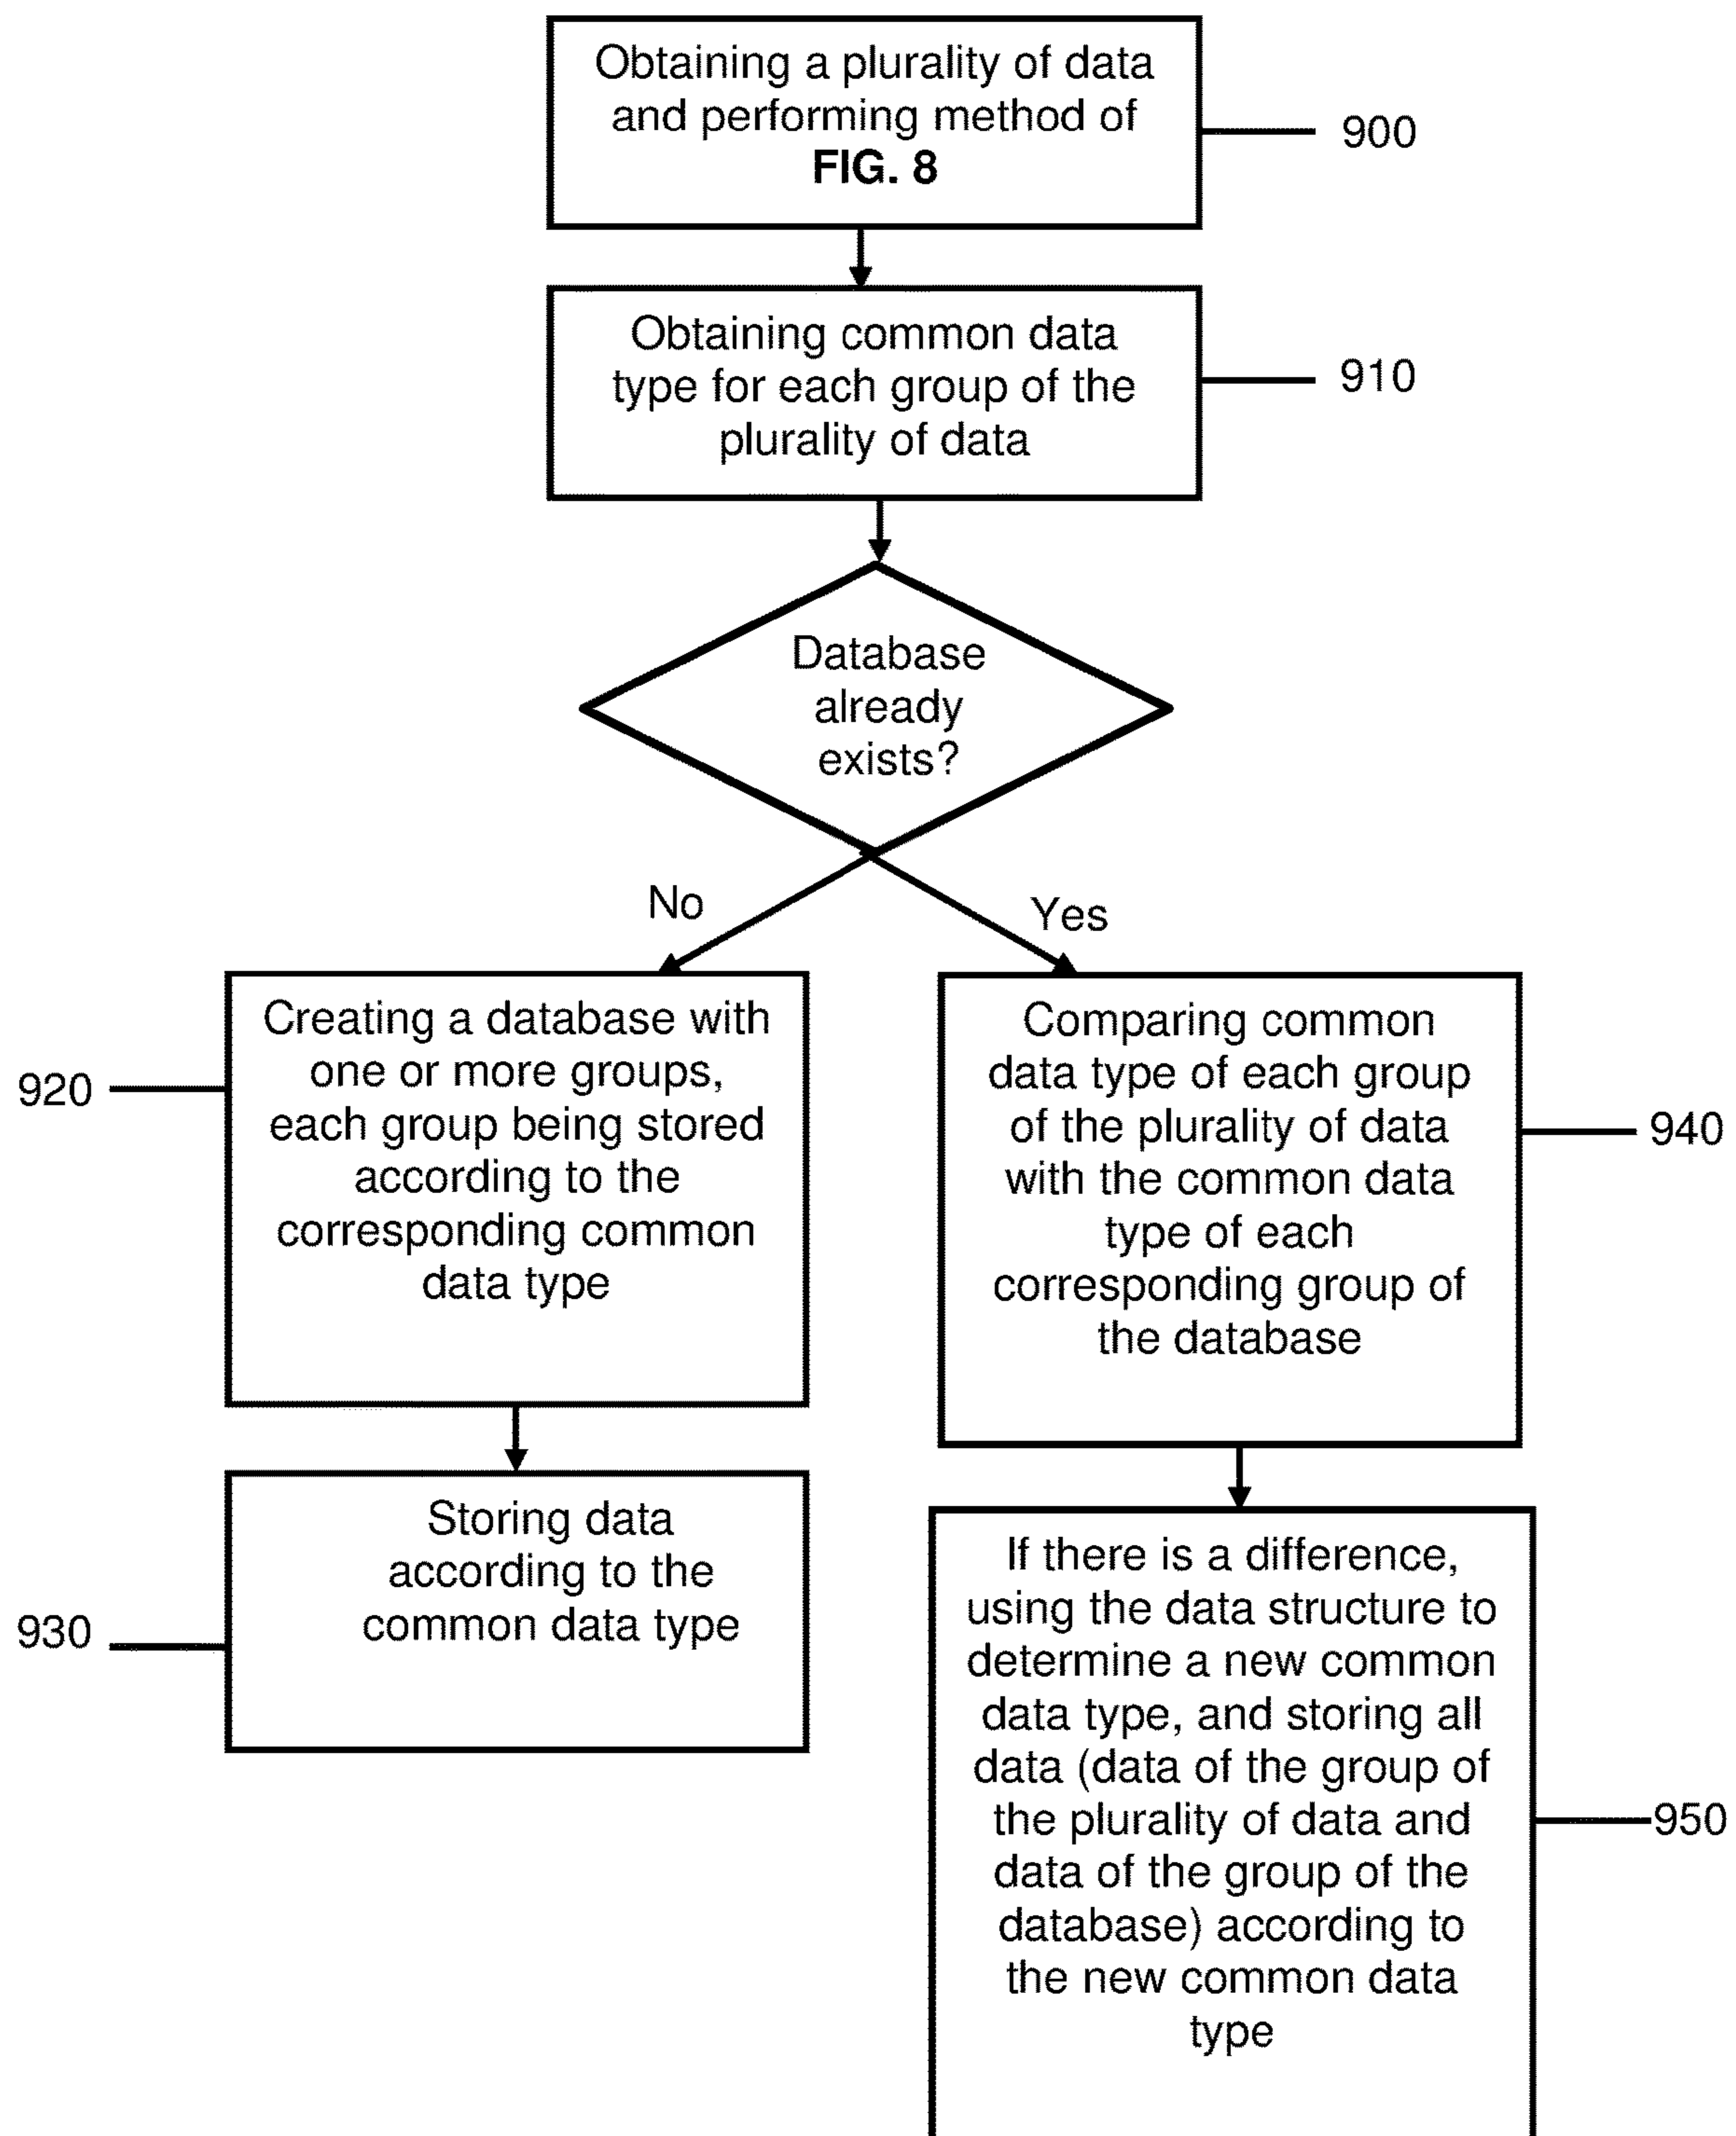 Obtaining a plurality of data
and performing method of
FIG. 8
900
Obtaining common data
type for each group of the
plurality of data
910
Database
already
exists?
No
Yes
Creating a database with
one or more groups,
each group being stored
according to the
corresponding common
data type
920
Comparing common
data type of each group
of the plurality of data
with the common data
type of each
corresponding group of
the database
940
Storing data
according to the
common data type
930
If there is a difference,
using the data structure to
determine a new common
data type, and storing all
data (data of the group of
the plurality of data and
data of the group of the
database) according to
the new common data
type
950